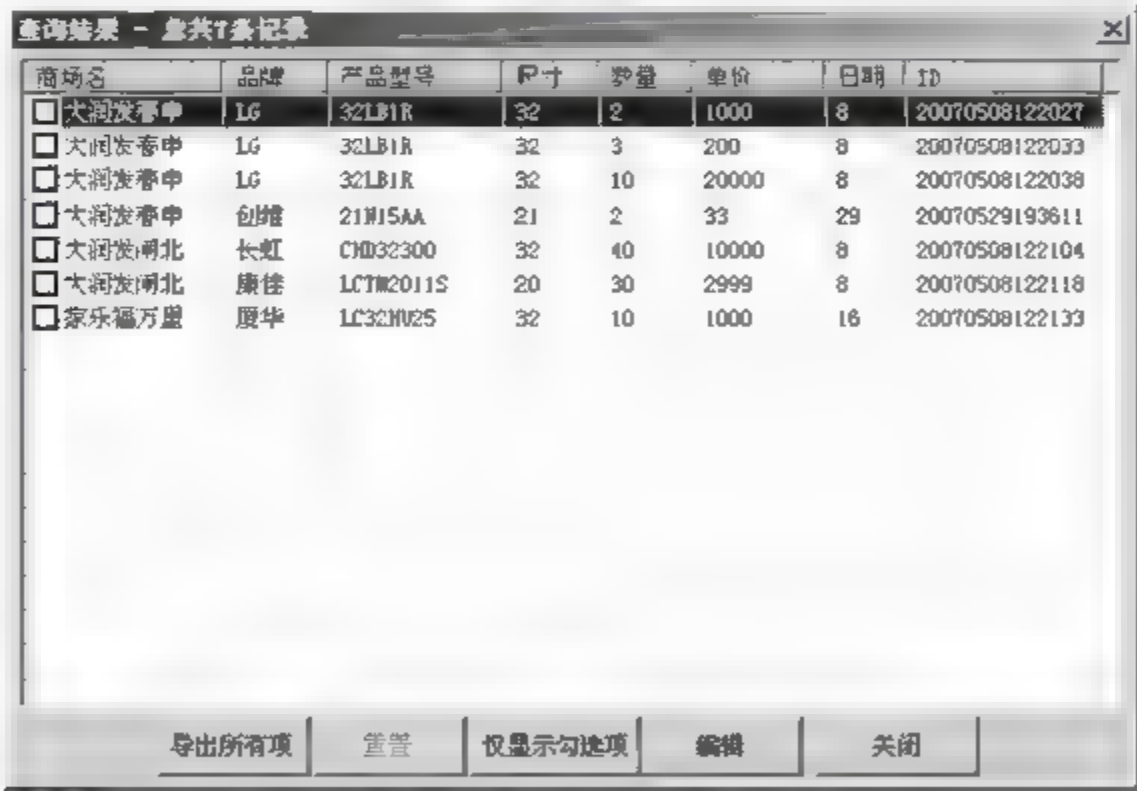 查询结果 - 总共7条记录
商场名 品牌 产品型号 尺寸 数量 单价 日期 ID
大润发春申 LG 32LB1R 32 2 1000 8 20070508122027
大润发春申 LG 32LB1R 32 3 200 8 20070508122033
大润发春申 LG 32LB1R 32 10 20000 8 20070508122038
大润发春申 创维 21N15AA 21 2 33 29 20070529193611
大润发闸北 长虹 CHD32300 32 40 10000 8 20070508122104
大润发闸北 康佳 LCTM2011S 20 30 2999 8 20070508122118
家乐福万里 厦华 LC32HU25 32 10 1000 16 20070508122133
导出所有项 重置 仅显示勾选项 编辑 关闭